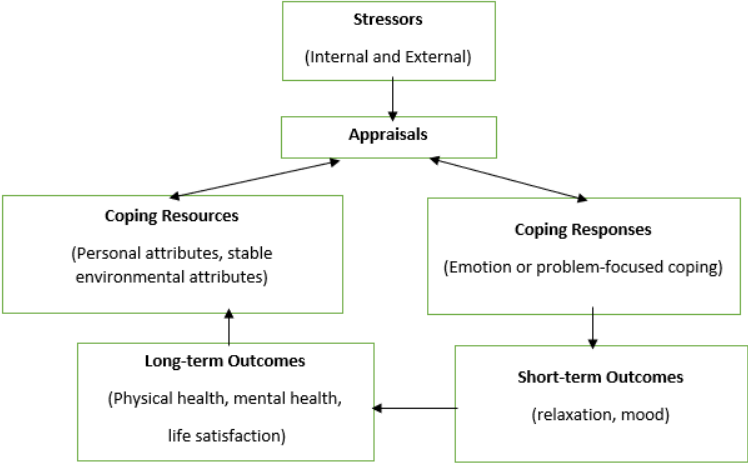 Stressors
(Internal and External)
Appraisals
Coping Resources
(Personal attributes, stable
environmental attributes)
Coping Responses
(Emotion or problem-focused coping)
Long-term Outcomes
(Physical health, mental health,
life satisfaction)
Short-term Outcomes
(relaxation, mood)